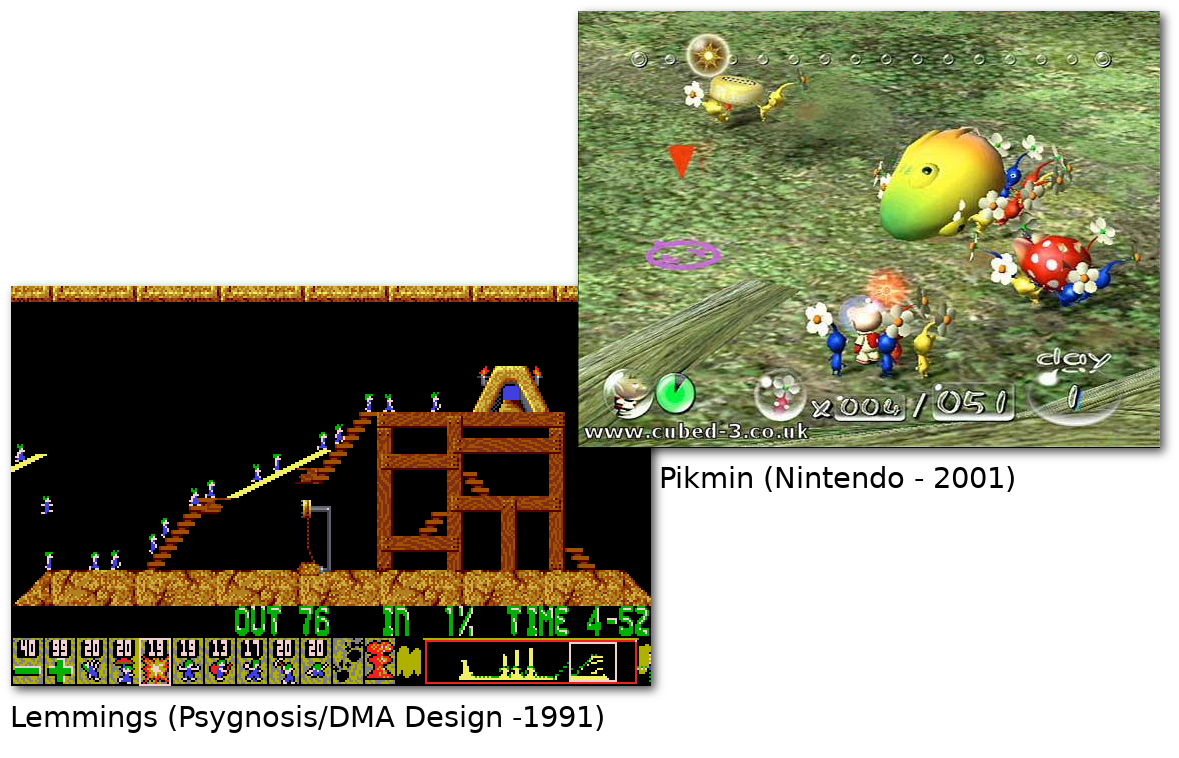 day
1
x004/051
www.cubed-3.co.uk
Pikmin (Nintendo - 2001)
OUT 76 IN 1% TIME 4-52
40 99 20 20 19 19 19 17 20 20
Lemmings (Psygnosis/DMA Design -1991)